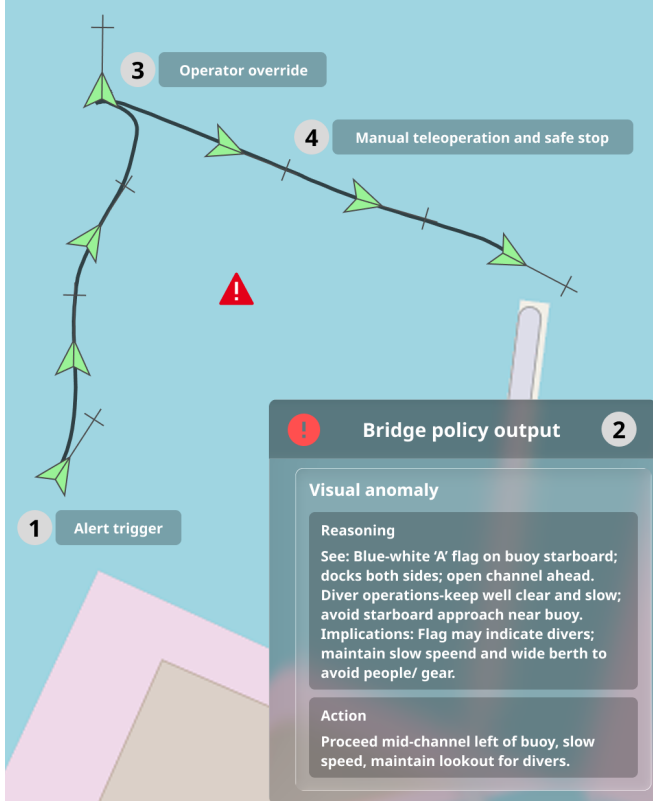 3 Operator override
4 Manual teleoperation and safe stop
!
! Bridge policy output 2
Visual anomaly
Reasoning
See: Blue-white ‘A’ flag on buoy starboard;
docks both sides; open channel ahead.
Diver operations-keep well clear and slow;
avoid starboard approach near buoy.
Implications: Flag may indicate divers;
maintain slow speend and wide berth to
avoid people/ gear.
1 Alert trigger
Action
Proceed mid-channel left of buoy, slow
speed, maintain lookout for divers.